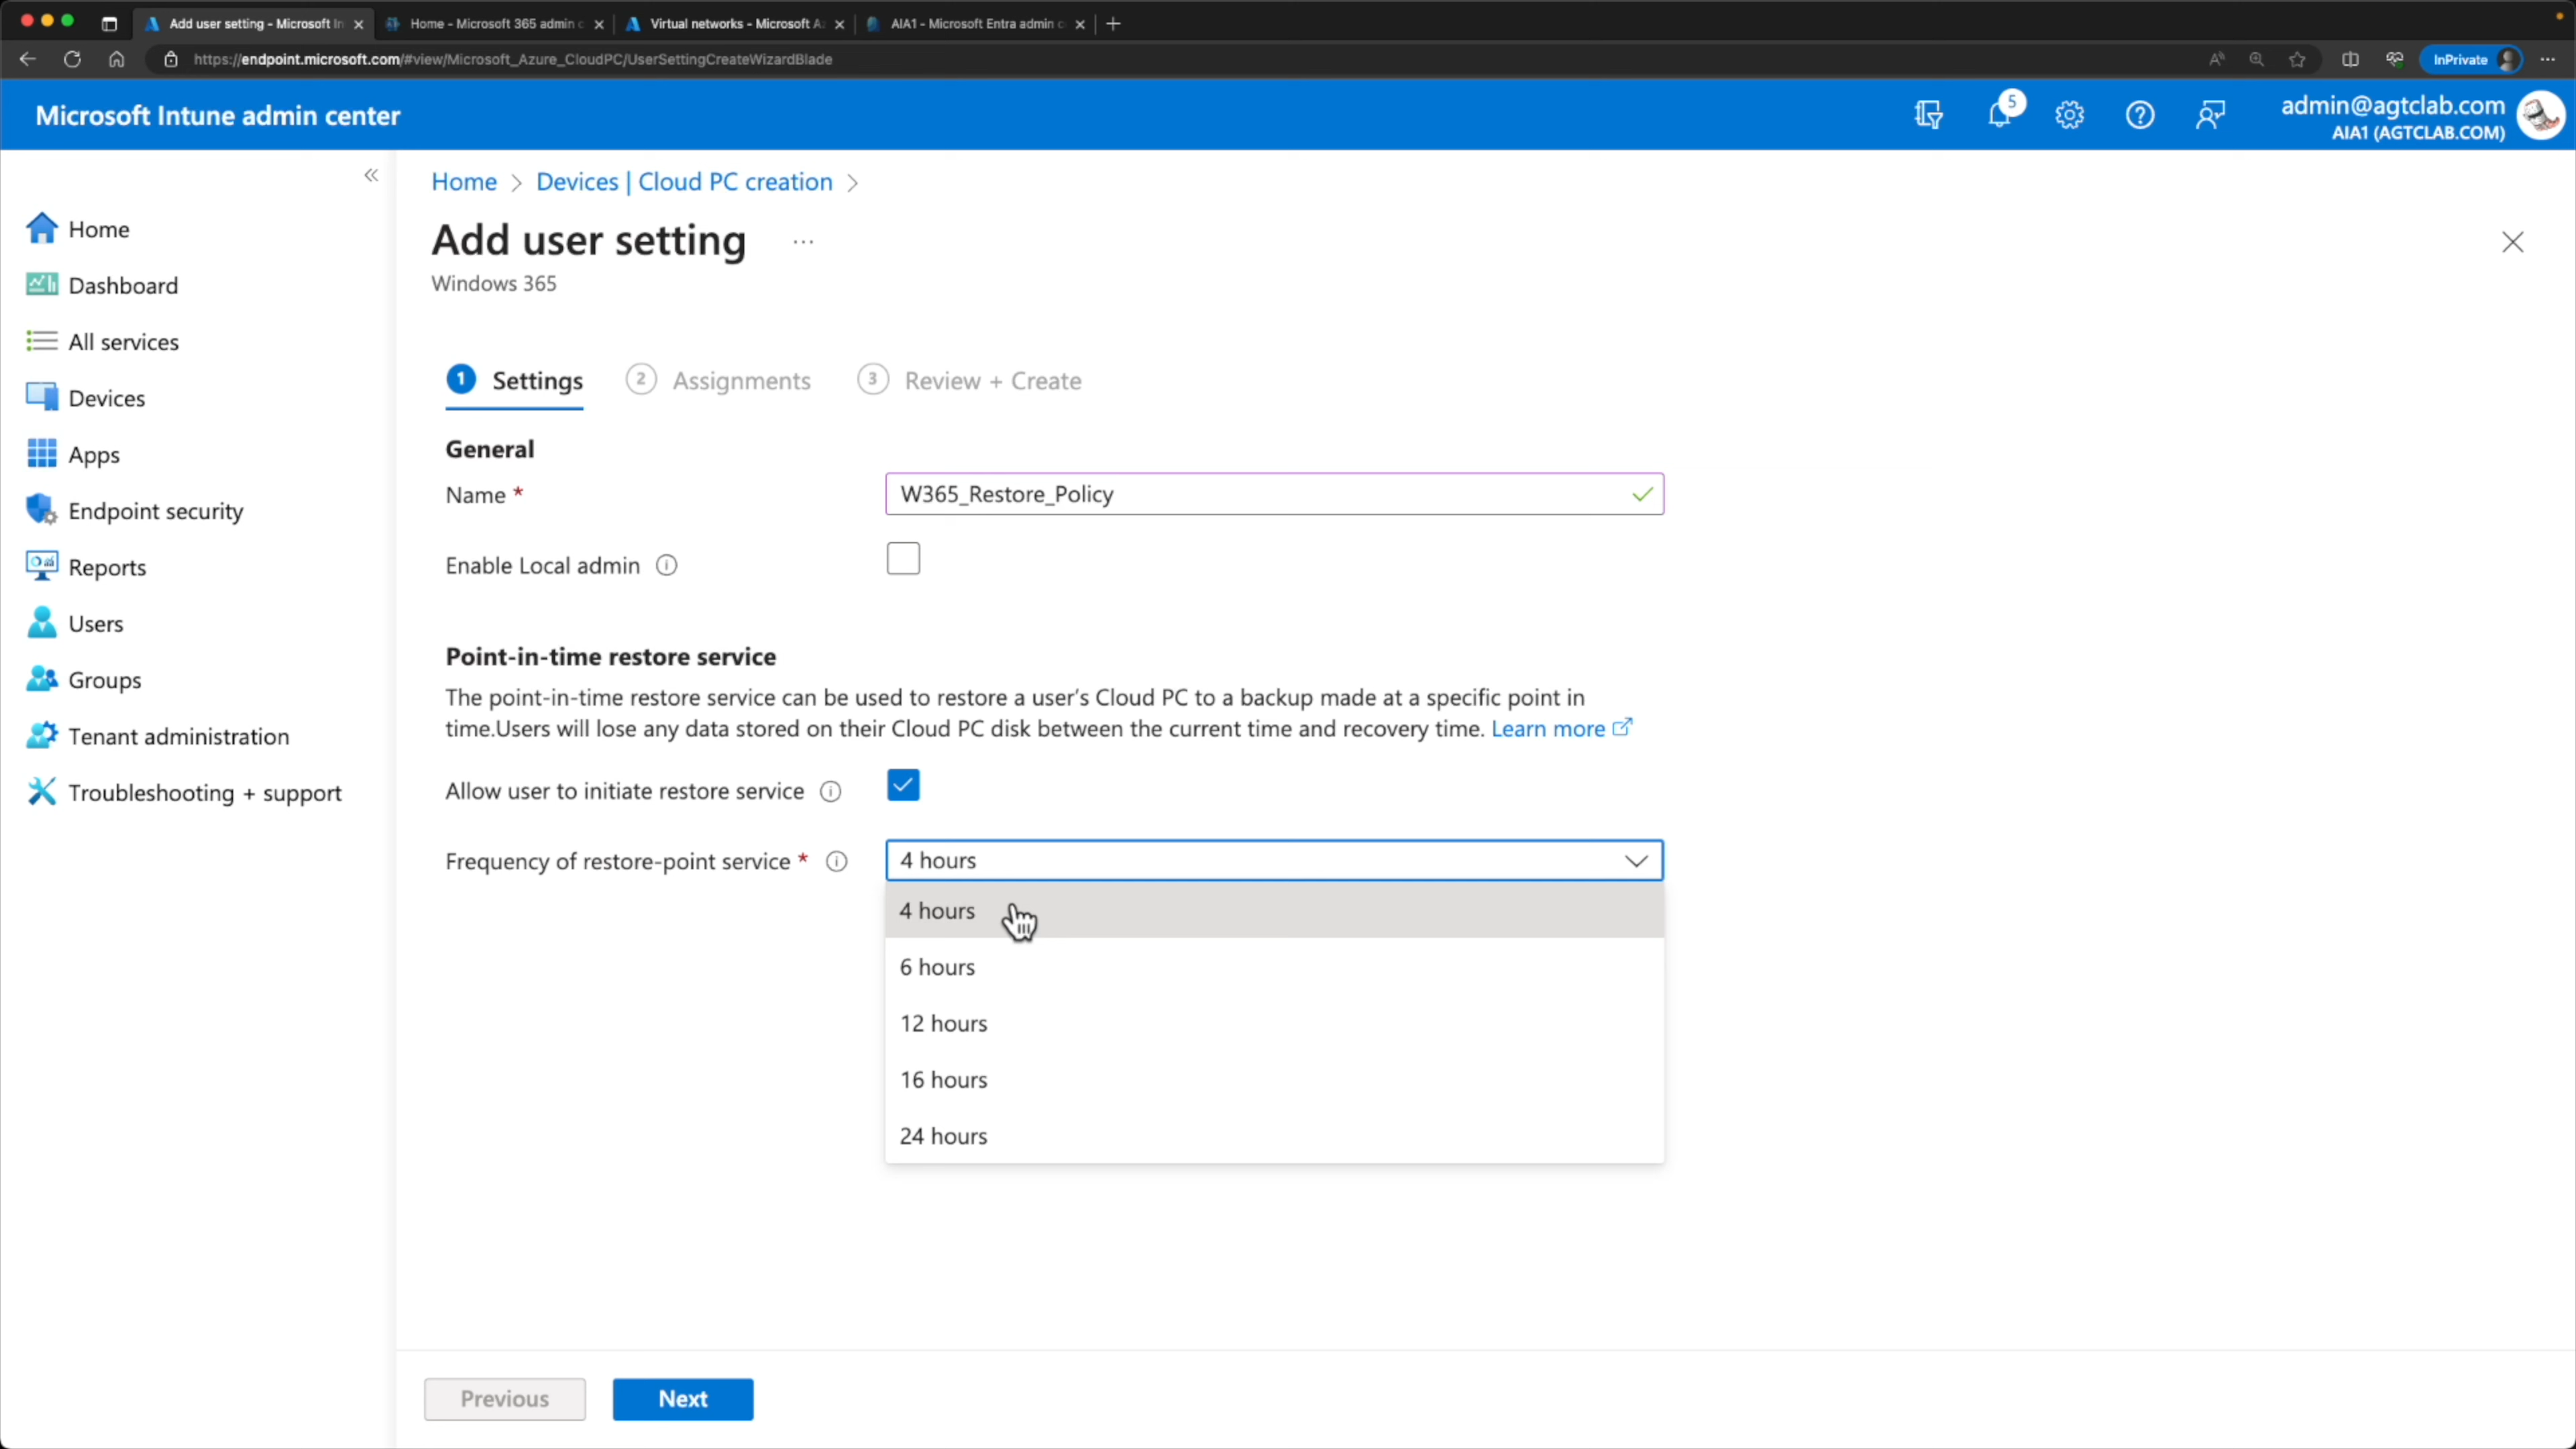 Add user setting - Microsoft In
Home - Microsoft 365 admin c
Virtual networks - Microsoft A
AIA1 - Microsoft Entra admin c
https://endpoint.microsoft.com/#view/Microsoft_Azure_CloudPC/UserSettingCreateWizardBlade
InPrivate
Microsoft Intune admin center
5
admin@agtclab.com
AIA1 (AGTCLAB.COM)
Home
Dashboard
All services
Devices
Apps
Endpoint security
Reports
Users
Groups
Tenant administration
Troubleshooting + support
Home > Devices | Cloud PC creation >
Add user setting ...
Windows 365
1 Settings
2 Assignments
3 Review + Create
General
Name * W365_Restore_Policy
Enable Local admin
Point-in-time restore service
The point-in-time restore service can be used to restore a user's Cloud PC to a backup made at a specific point in
time.Users will lose any data stored on their Cloud PC disk between the current time and recovery time. Learn more
Allow user to initiate restore service
Frequency of restore-point service * 4 hours
4 hours
6 hours
12 hours
16 hours
24 hours
Previous
Next